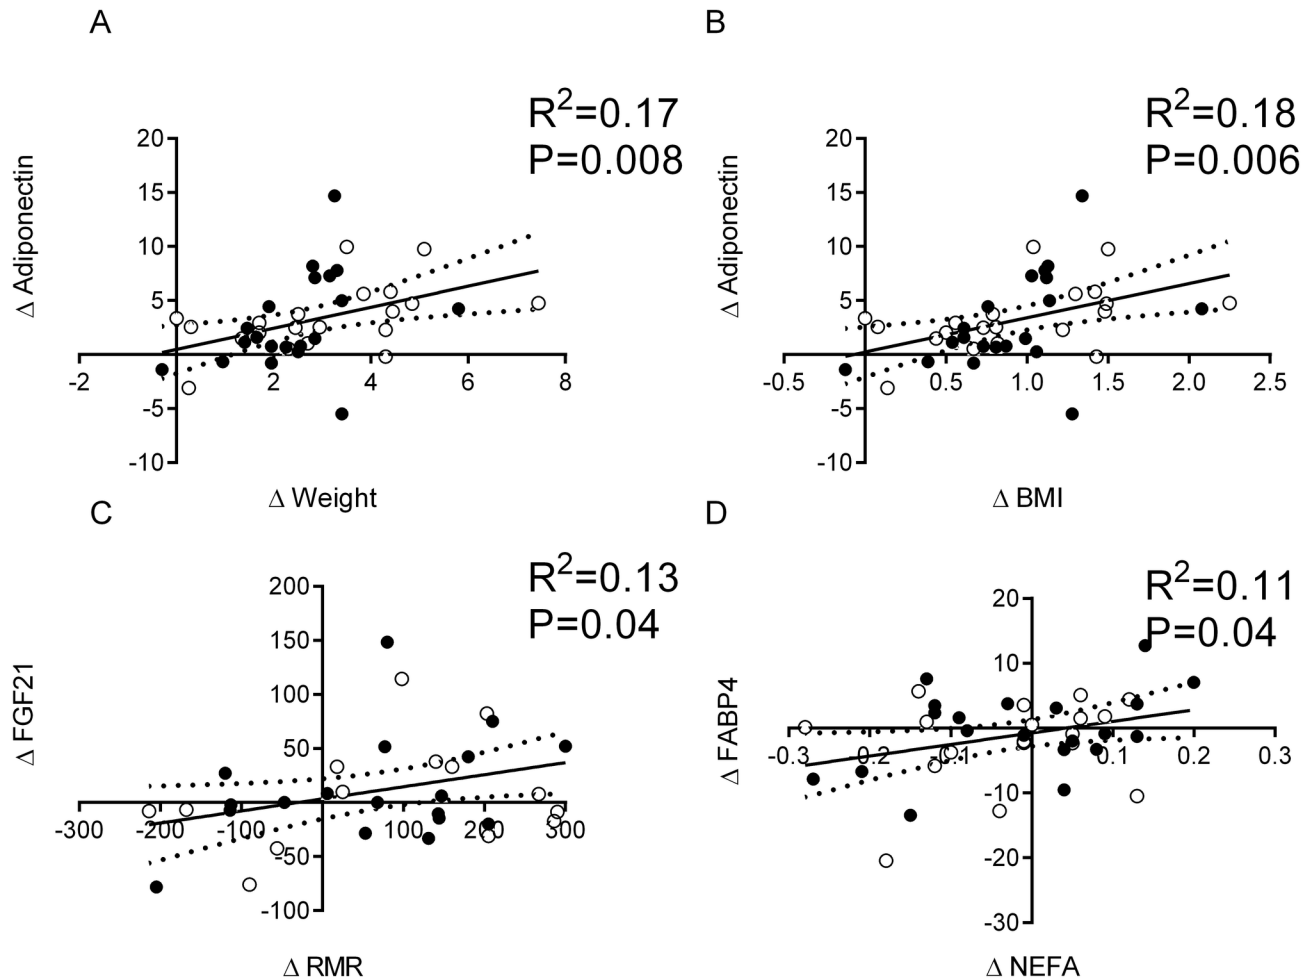 A
R²=0.17
P=0.008
Δ Adiponectin
20
15
10
5
-5
-10
-2
2
4
6
8
Δ Weight
B
R²=0.18
P=0.006
Δ Adiponectin
20
15
10
5
-5
-10
-0.5
0.5
1.0
1.5
2.0
2.5
Δ BMI
C
R²=0.13
P=0.04
Δ FGF21
200
150
100
50
-50
-100
-300
-200
-100
100
200
300
Δ RMR
D
R²=0.11
P=0.04
Δ FABP4
20
10
-10
-20
-30
-0.3
-0.2
-0.1
0.1
0.2
0.3
Δ NEFA